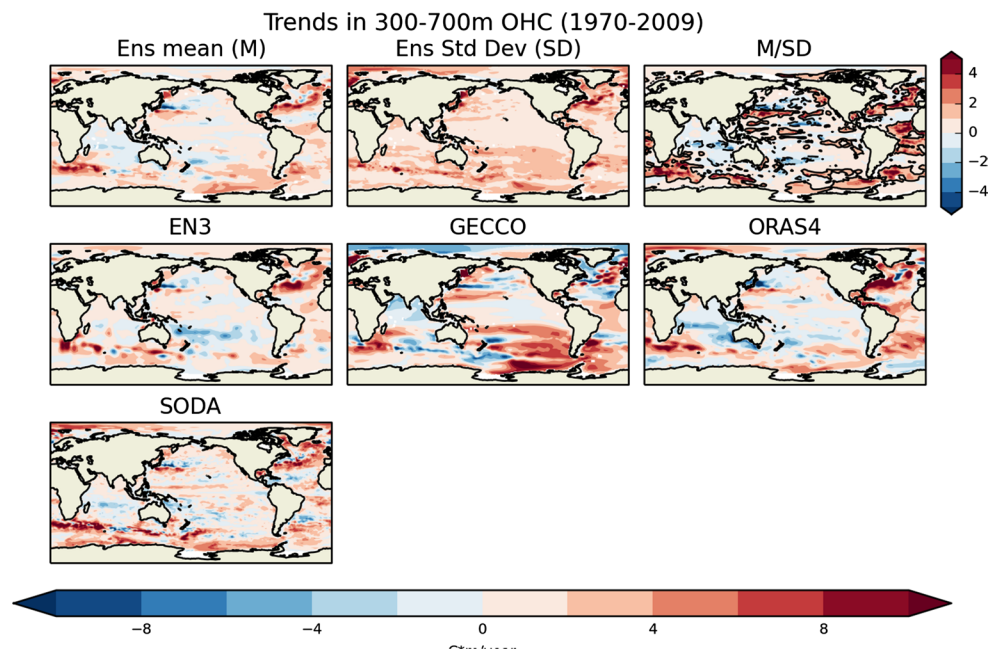 Trends in 300-700m OHC (1970-2009)
Ens mean (M)
Ens Std Dev (SD)
M/SD
4
2
0
−2
−4
EN3
GECCO
ORAS4
SODA
−8
−4
0
4
8